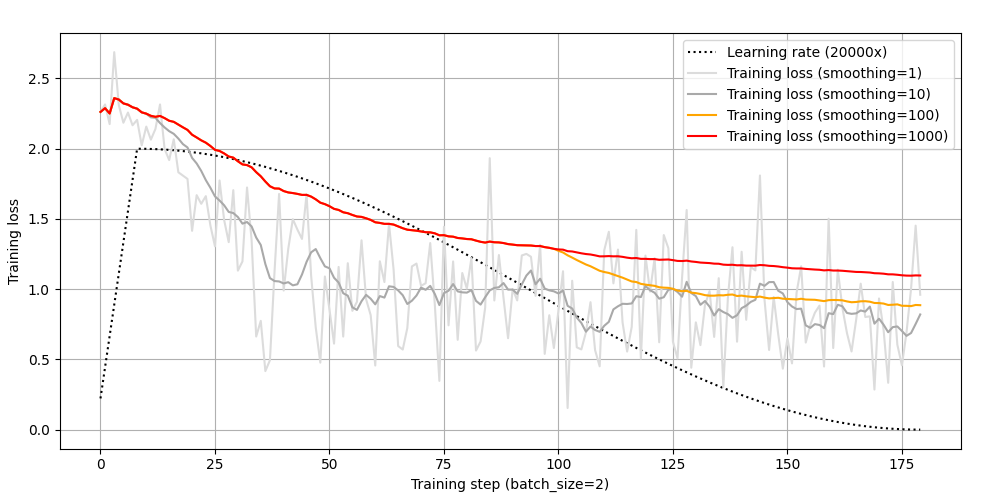 Learning rate (20000x)
Training loss (smoothing=1)
Training loss (smoothing=10)
Training loss (smoothing=100)
Training loss (smoothing=1000)
Training loss
2.5
2.0
1.5
1.0
0.5
0.0
0 25 50 75 100 125 150 175
Training step (batch_size=2)